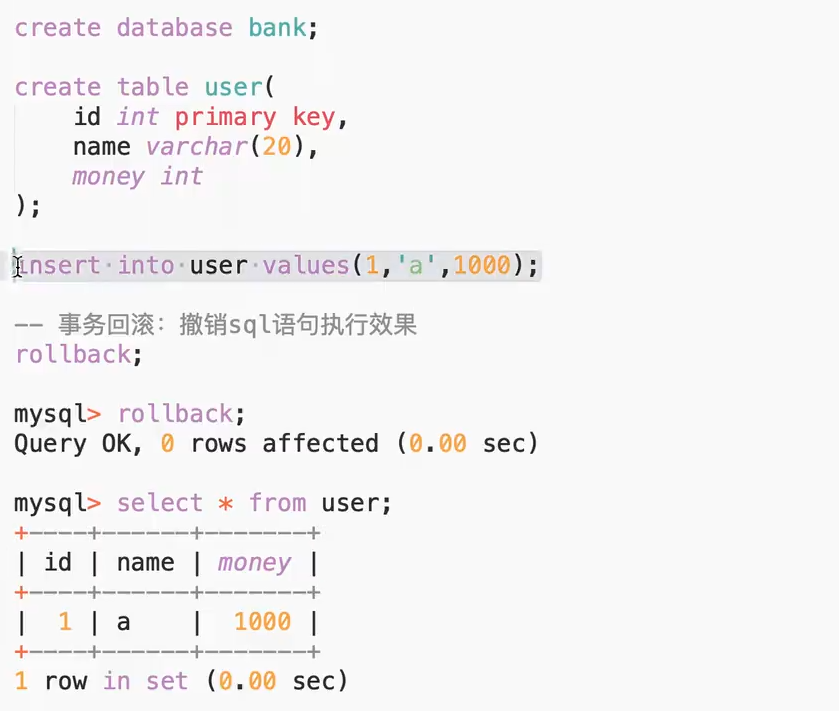 create database bank;
create table user(
    id int primary key,
    name varchar(20),
    money int
);
insert into user values(1,'a',1000);
-- 事务回滚：撤销sql语句执行效果
rollback;
mysql> rollback;
Query OK, 0 rows affected (0.00 sec)
mysql> select * from user;
+----+------+-------+
| id | name | money |
+----+------+-------+
|  1 | a    |  1000 |
+----+------+-------+
1 row in set (0.00 sec)